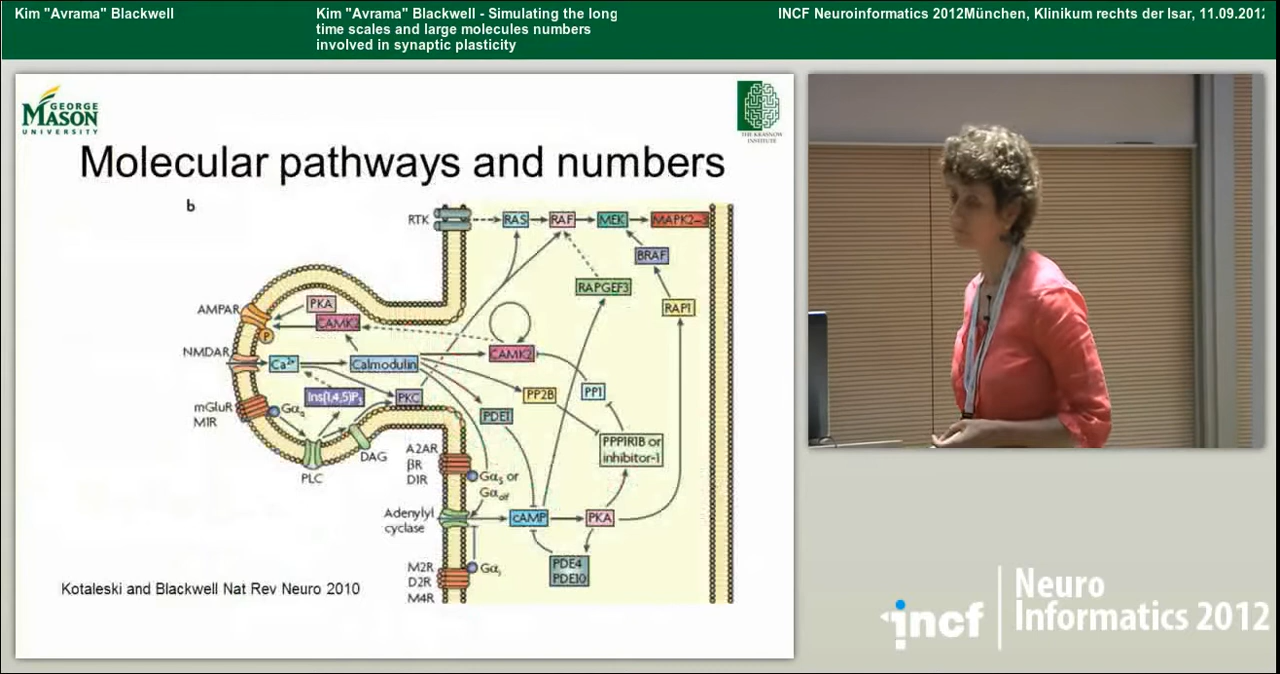 Kim "Avrama" Blackwell
Kim "Avrama" Blackwell - Simulating the long
time scales and large molecules numbers
involved in synaptic plasticity
INCF Neuroinformatics 2012München, Klinikum rechts der Isar, 11.09.2012
GEORGE
MASON
UNIVERSITY
THE KRASNOW
INSTITUTE
Molecular pathways and numbers
b
RTK
RAS
RAF
MEK
MAPK2–3
BRAF
RAPGEF3
RAP1
AMPAR
PKA
CAMK2
P
NMDAR
Ca2+
Calmodulin
CAMK2
Ins(1,4,5)P3
PKC
PP2B
PP1
PDE1
mGluR
M1R
Gαq
PPP1R1B or
inhibitor-1
DAG
PLC
A2AR
βR
D1R
Gαs or
Gαolf
Adenylyl
cyclase
cAMP
PKA
PDE4
PDE10
M2R
D2R
M4R
Gαi
Kotaleski and Blackwell Nat Rev Neuro 2010
incf
Neuro
Informatics 2012